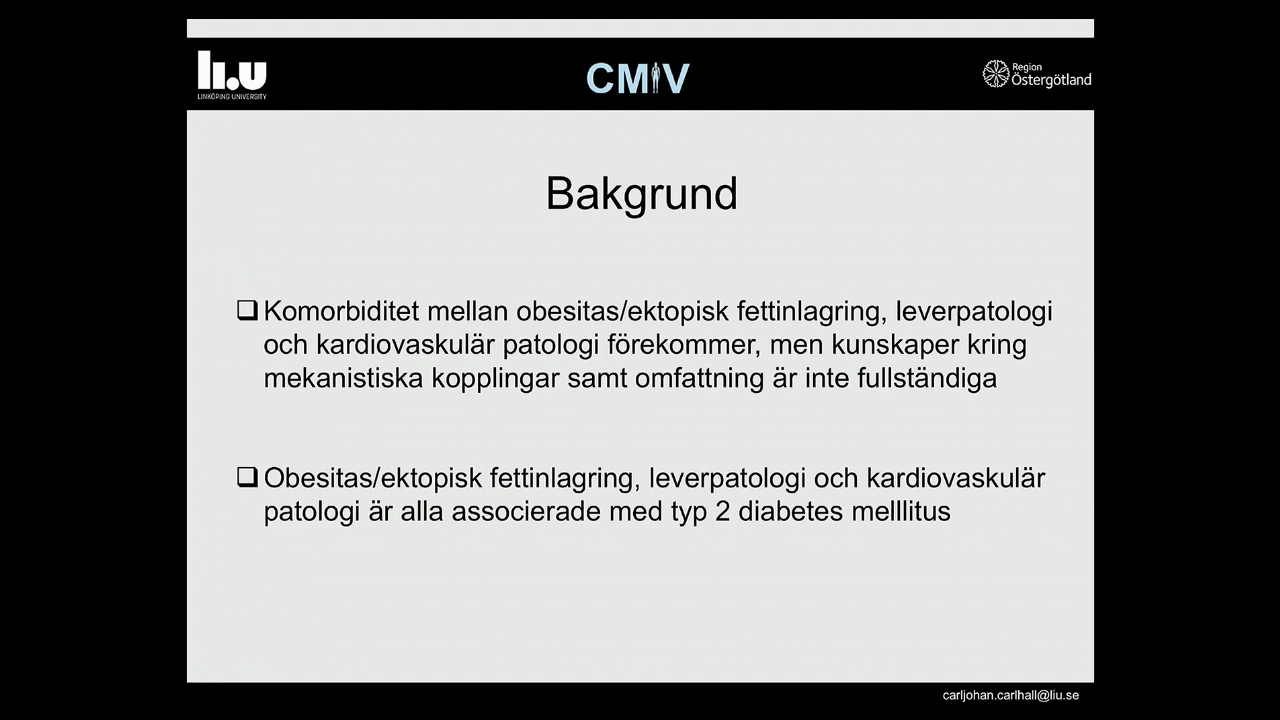 LiU
LINKÖPING UNIVERSITY
CMIV
Region
Östergötland
Bakgrund
Komorbiditet mellan obesitas/ektopisk fettinlagring, leverpatologi
och kardiovaskulär patologi förekommer, men kunskaper kring
mekanistiska kopplingar samt omfattning är inte fullständiga
Obesitas/ektopisk fettinlagring, leverpatologi och kardiovaskulär
patologi är alla associerade med typ 2 diabetes melllitus
carljohan.carlhall@liu.se